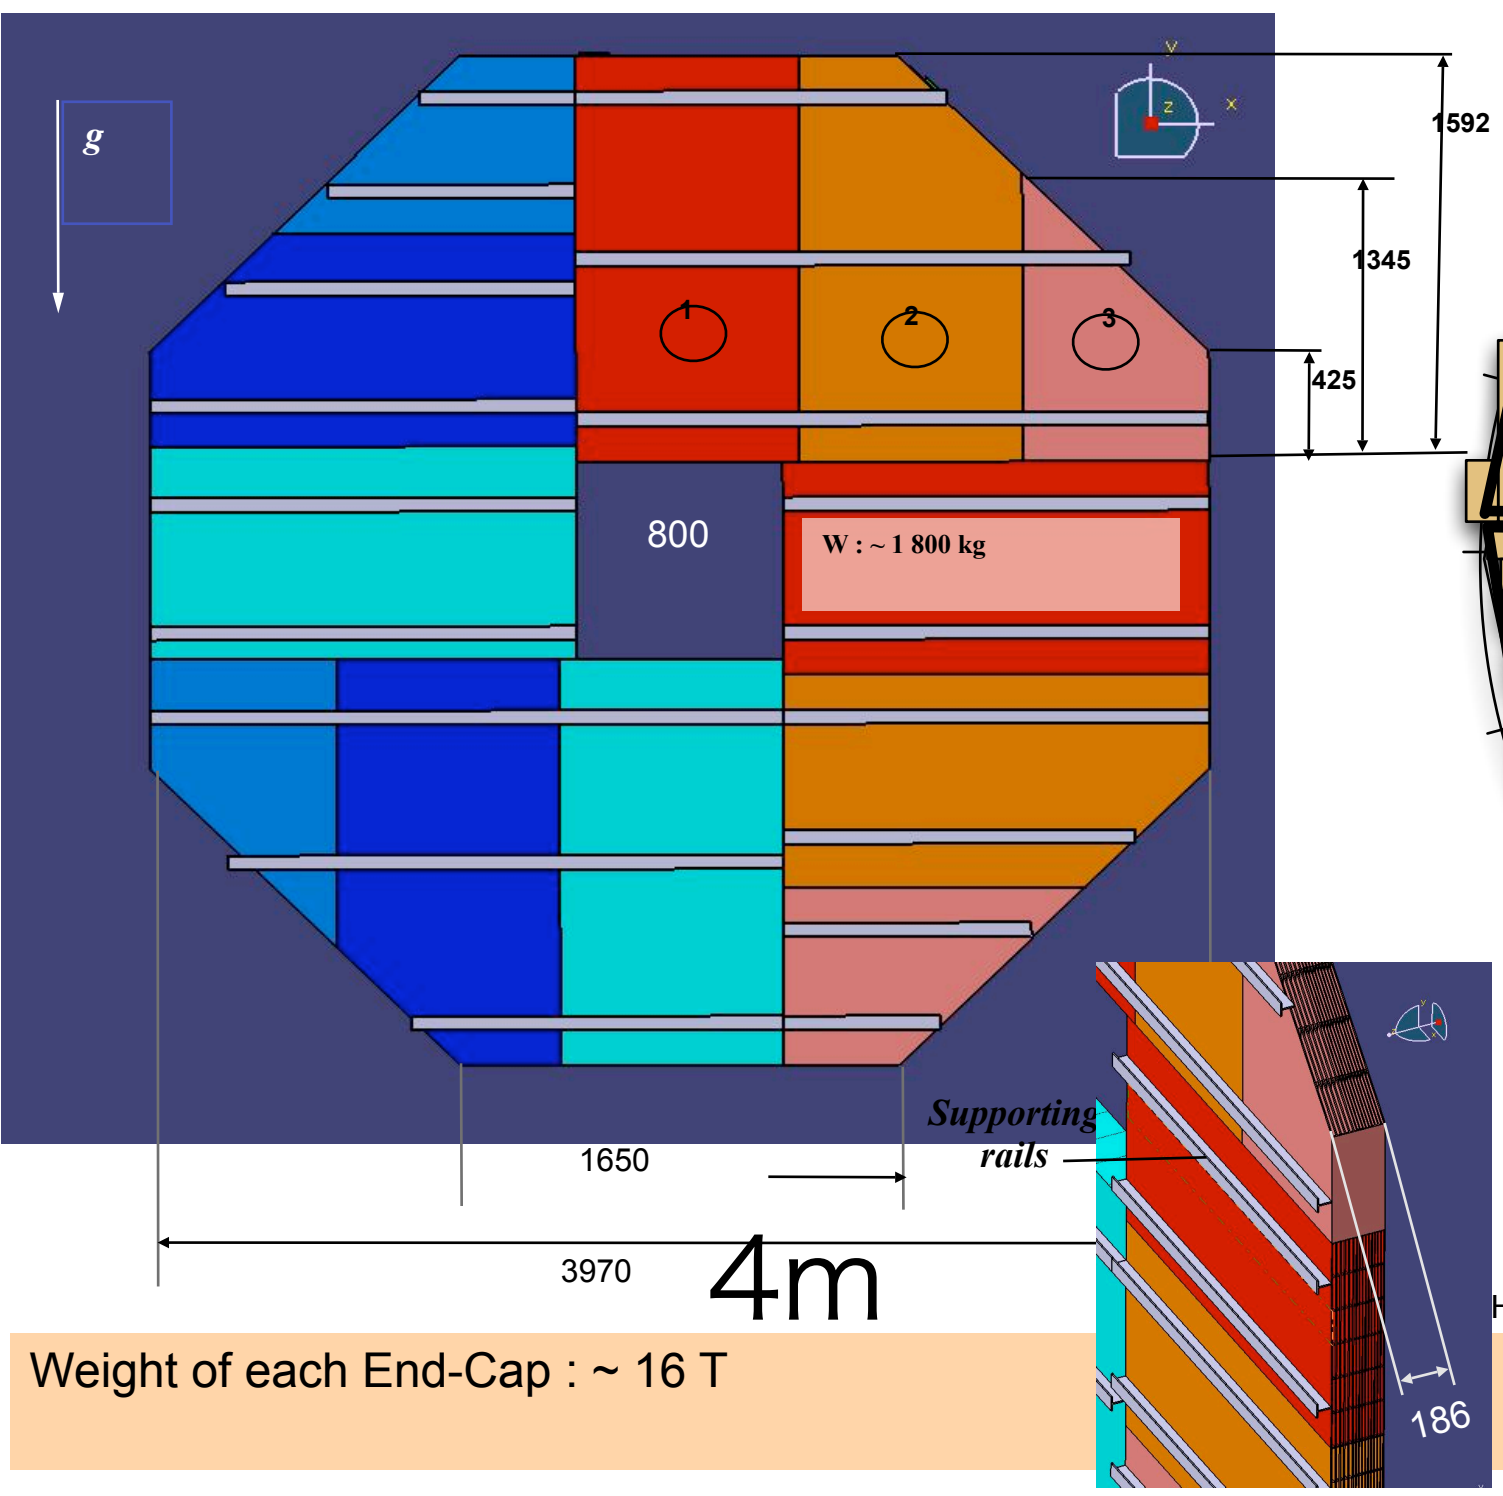 y
g
z
x
1592
1345
1
2
3
425
800
W : ~ 1 800 kg
Supporting
rails
1650
3970
4m
Weight of each End-Cap : ~ 16 T
186